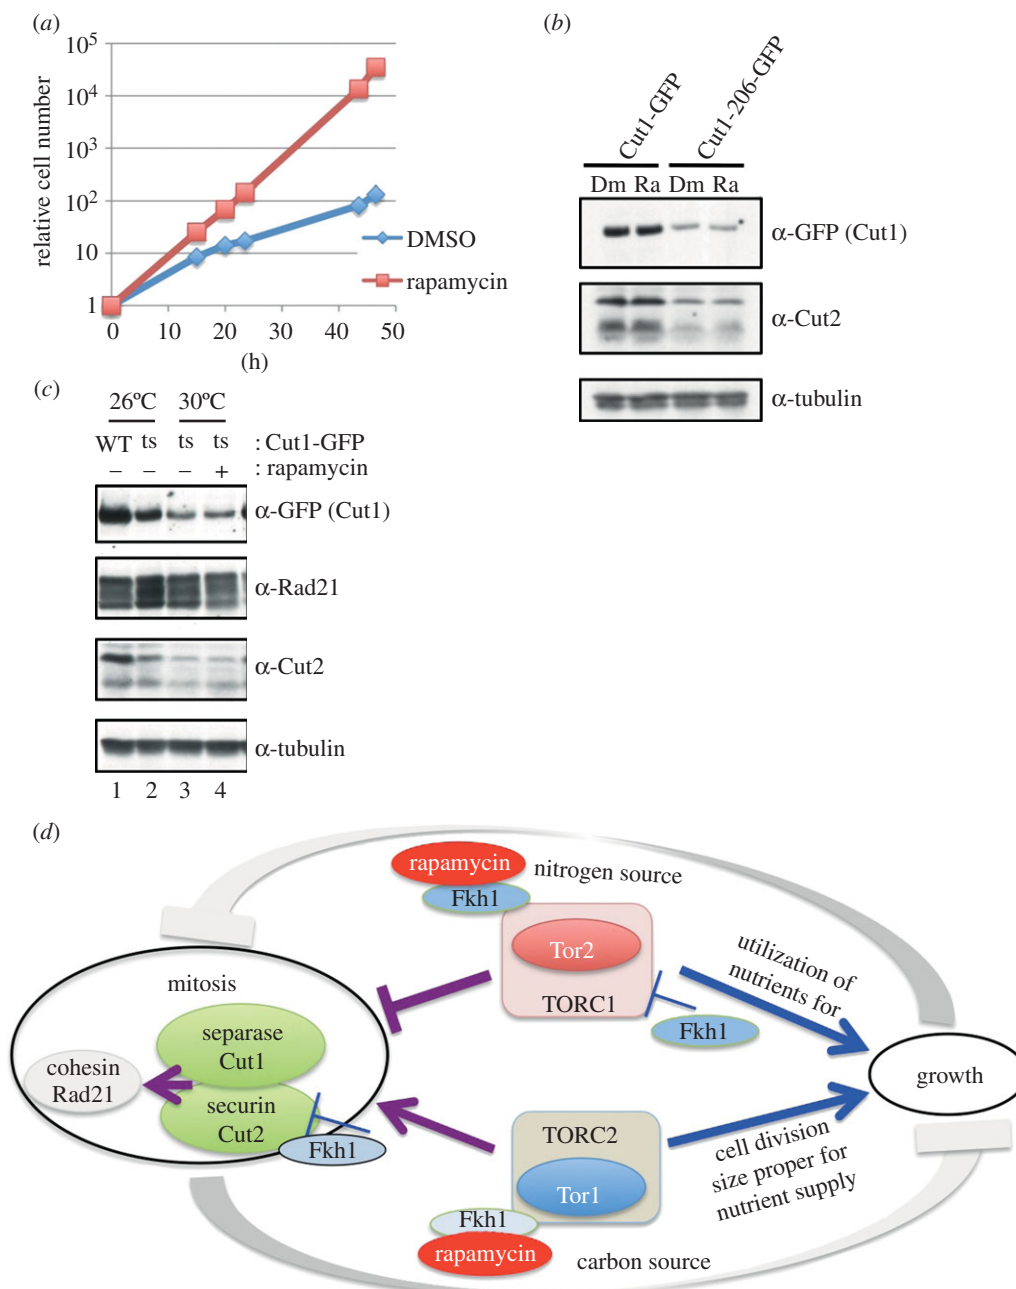 (a)
10^5
10^4
10^3
10^2
10
1
relative cell number
0 10 20 30 40 50
(h)
DMSO
rapamycin
(b)
Cut1-GFP
Cut1-206-GFP
Dm Ra Dm Ra
α-GFP (Cut1)
α-Cut2
α-tubulin
(c)
26ºC 30ºC
WT ts ts ts : Cut1-GFP
– – – + : rapamycin
α-GFP (Cut1)
α-Rad21
α-Cut2
α-tubulin
1 2 3 4
(d)
rapamycin
Fkh1
nitrogen source
Tor2
TORC1
Fkh1
utilization of
nutrients for
mitosis
separase
Cut1
cohesin
Rad21
securin
Cut2
Fkh1
growth
TORC2
Tor1
Fkh1
rapamycin
cell division
size proper for
nutrient supply
carbon source